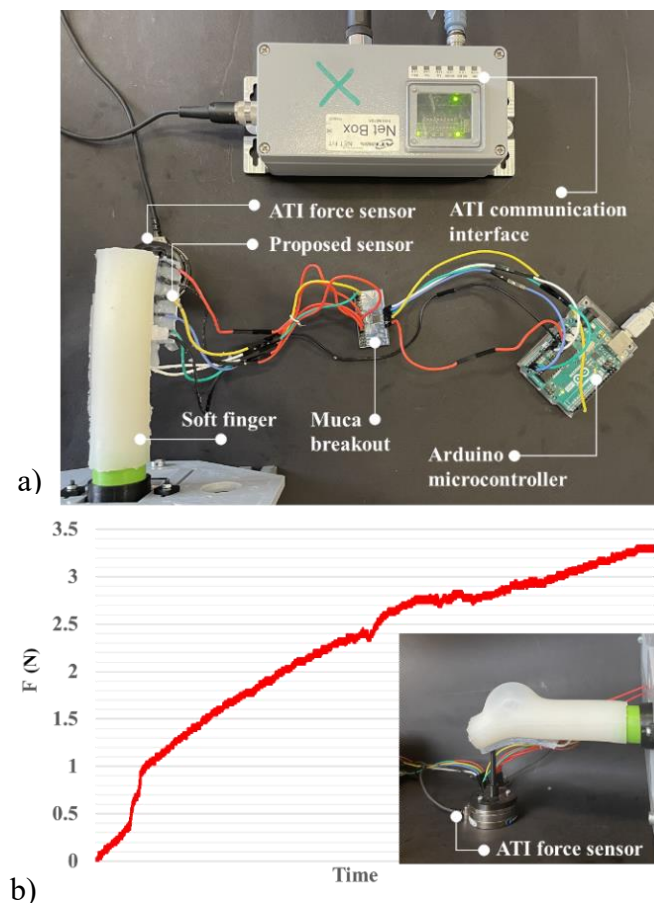 a)
Net Box
ATI force sensor
Proposed sensor
ATI communication
interface
Soft finger
Muca
breakout
Arduino
microcontroller
b)
3.5
3
2.5
2
1.5
1
0.5
0
F (N)
Time
ATI force sensor